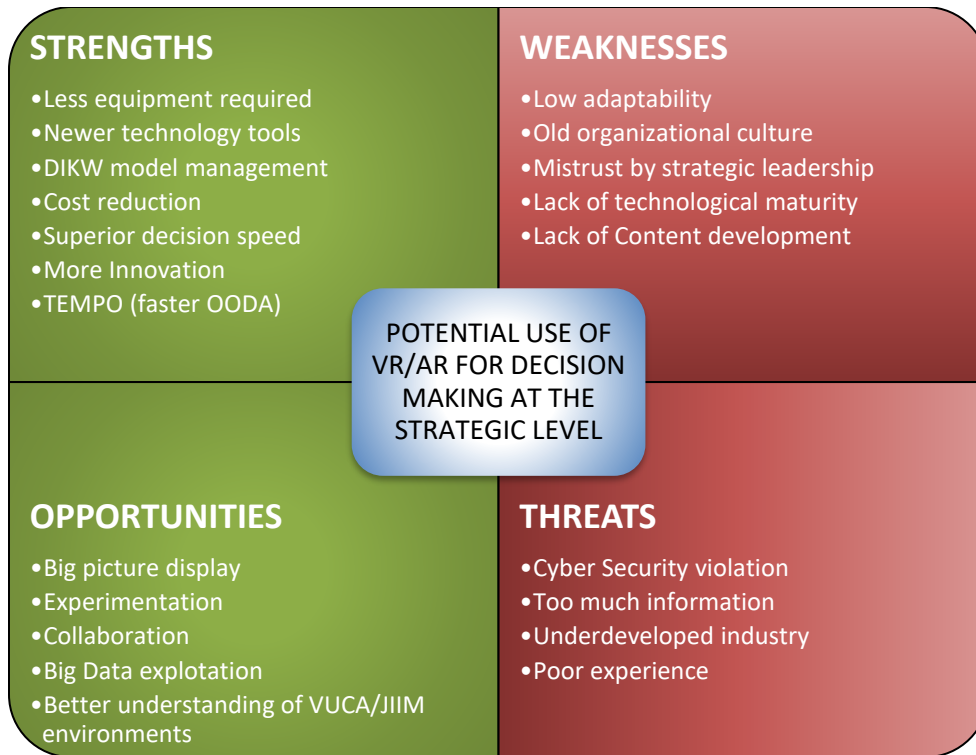 STRENGTHS
•Less equipment required
•Newer technology tools
•DIKW model management
•Cost reduction
•Superior decision speed
•More Innovation
•TEMPO (faster OODA)
WEAKNESSES
•Low adaptability
•Old organizational culture
•Mistrust by strategic leadership
•Lack of technological maturity
•Lack of Content development
POTENTIAL USE OF
VR/AR FOR DECISION
MAKING AT THE
STRATEGIC LEVEL
OPPORTUNITIES
•Big picture display
•Experimentation
•Collaboration
•Big Data explotation
•Better understanding of VUCA/JIIM
environments
THREATS
•Cyber Security violation
•Too much information
•Underdeveloped industry
•Poor experience